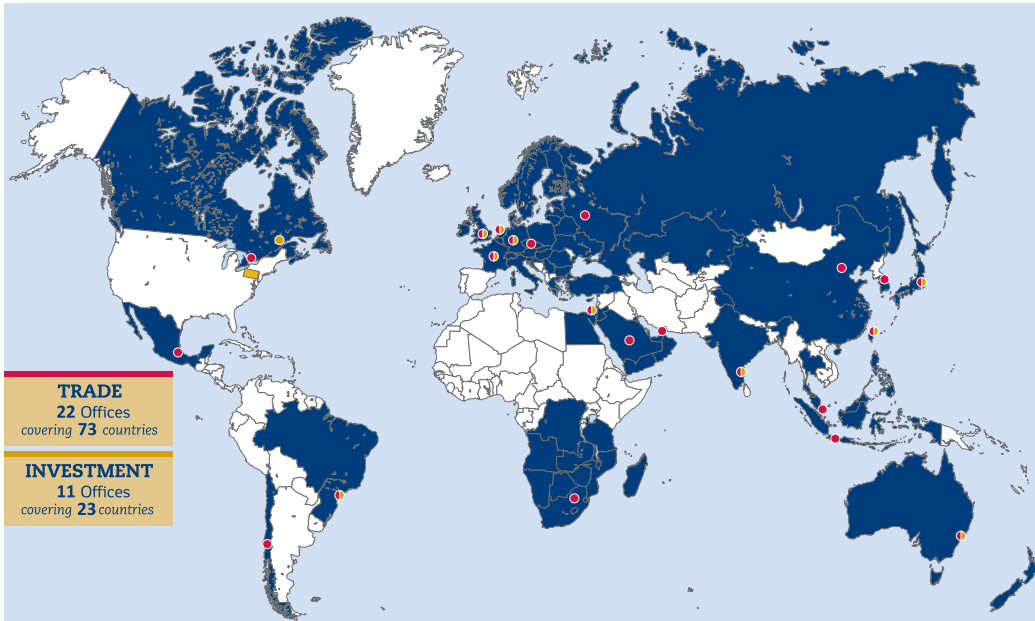 TRADE
22 Offices
covering 73 countries
INVESTMENT
11 Offices
covering 23 countries